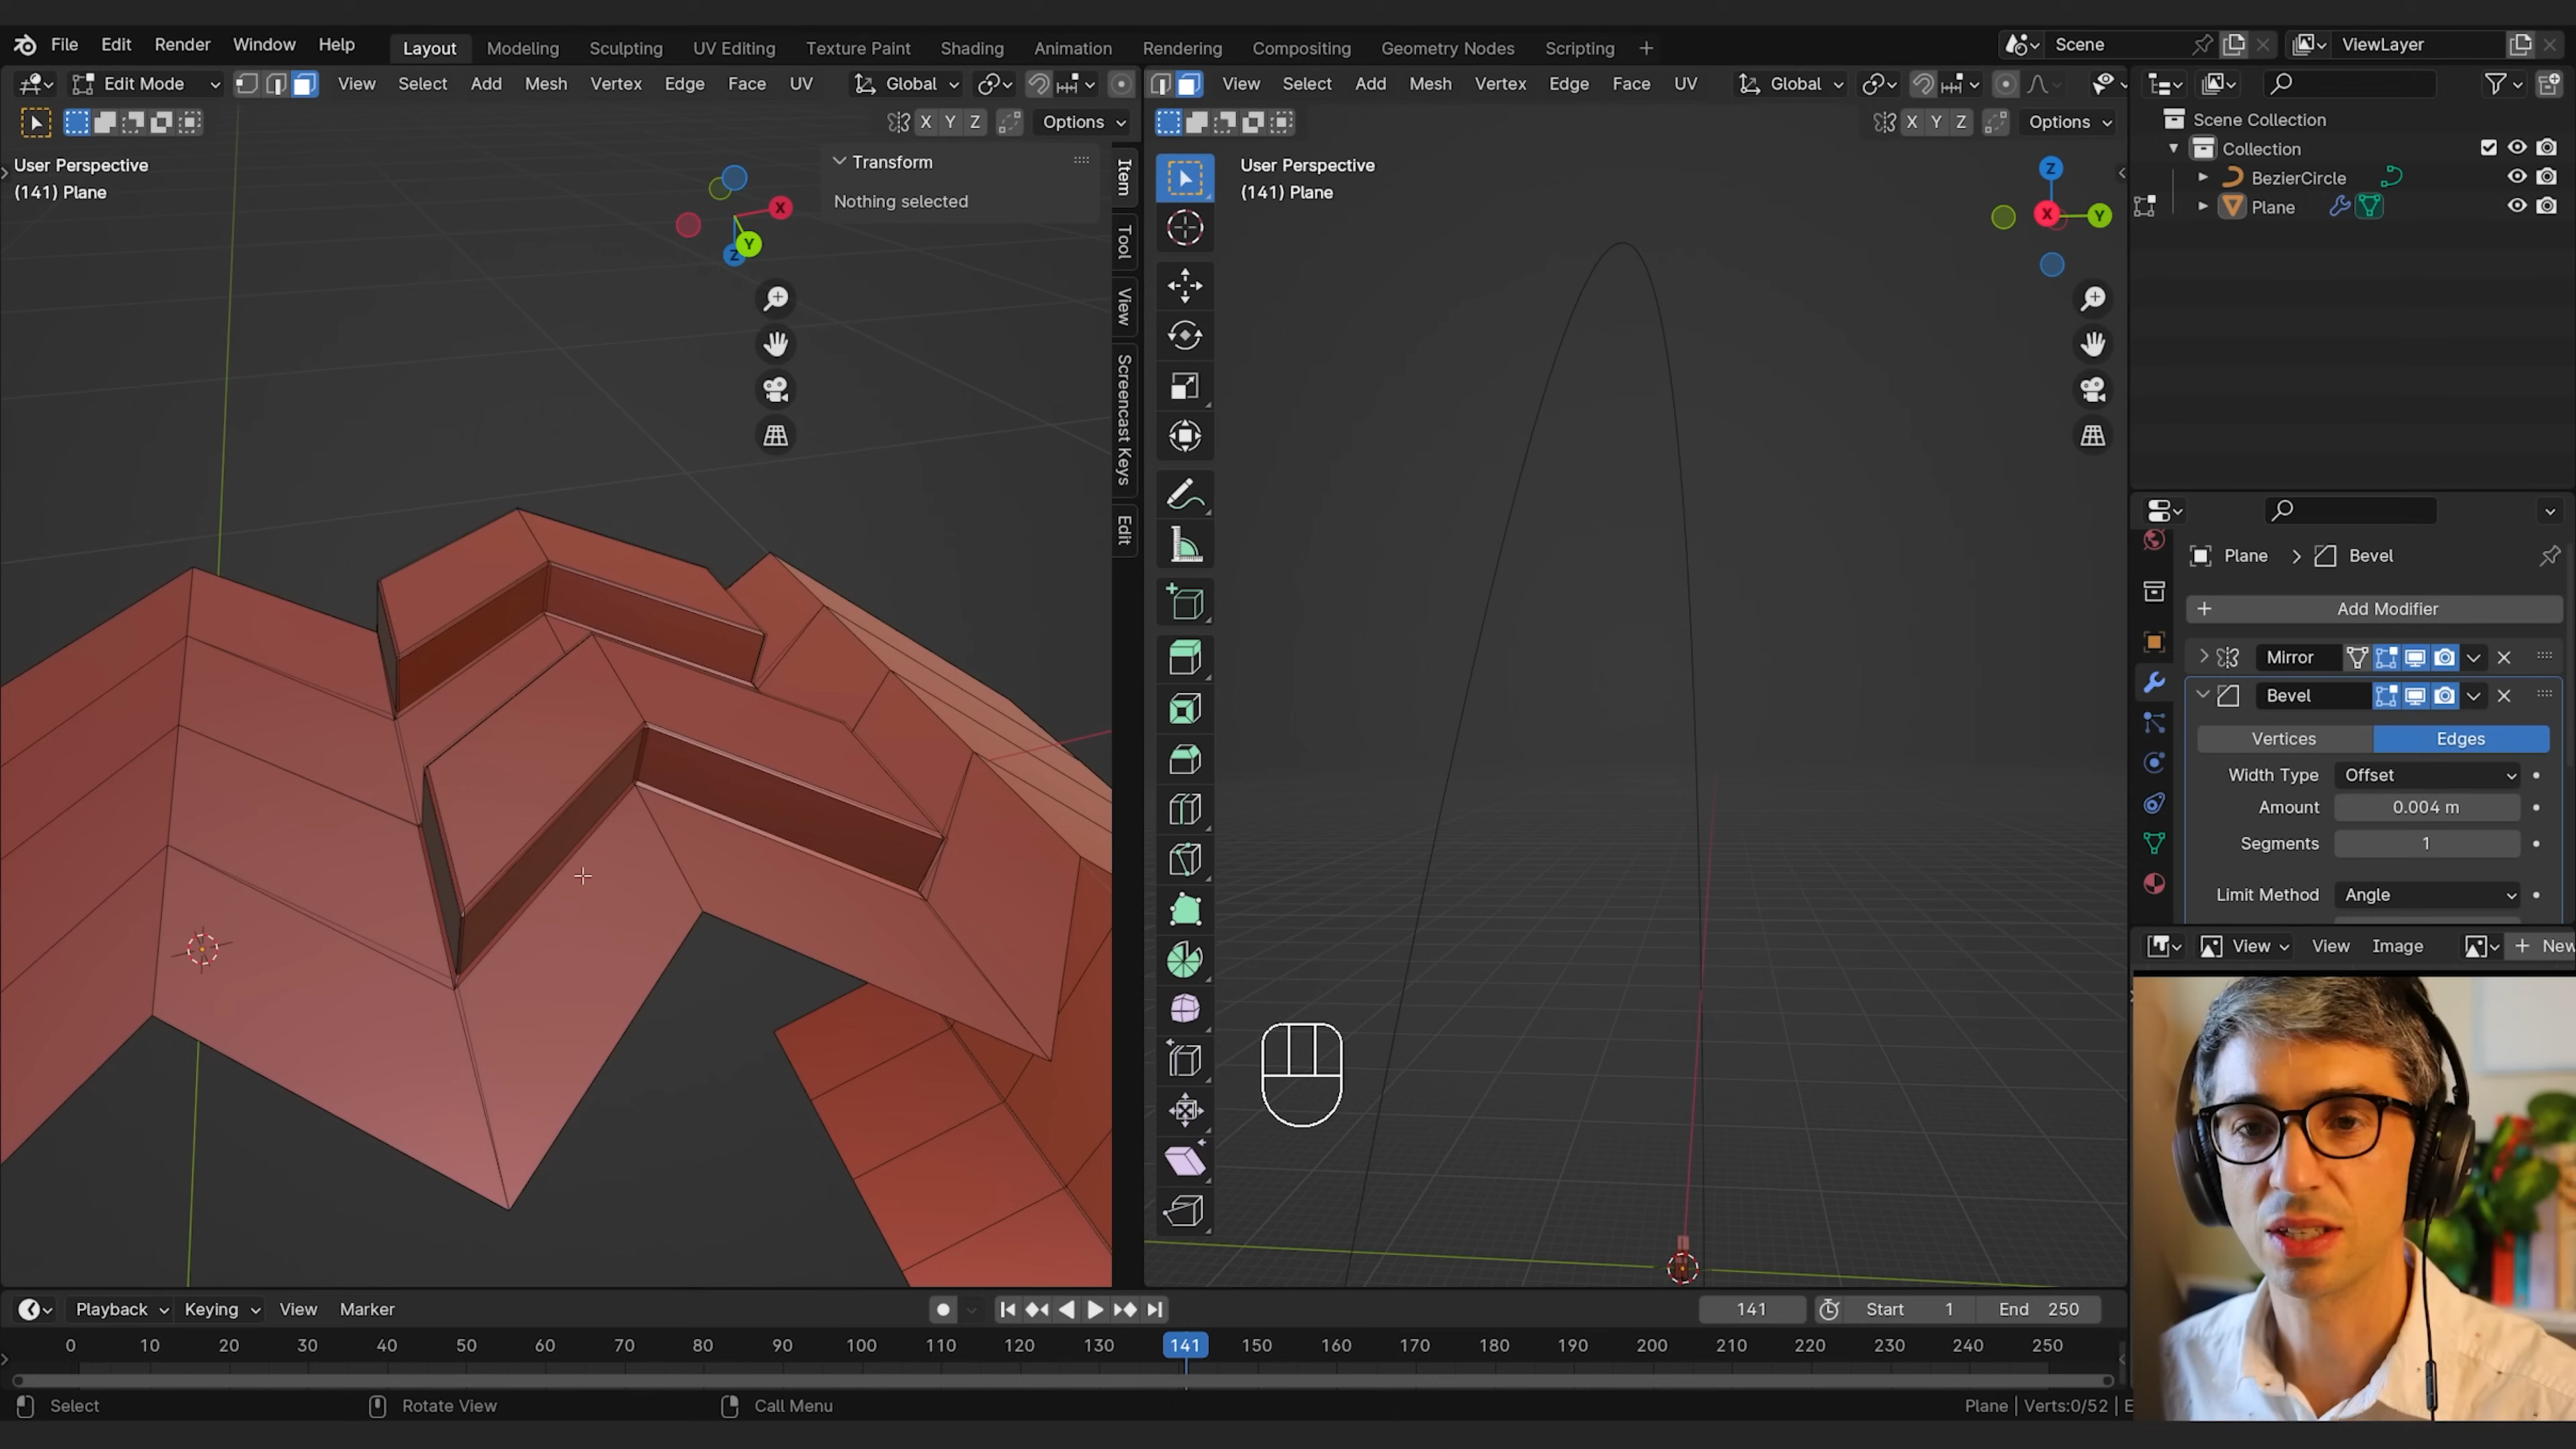 File Edit Render Window Help Layout Modeling Sculpting UV Editing Texture Paint Shading Animation Rendering Compositing Geometry Nodes Scripting + Scene ViewLayer
Edit Mode View Select Add Mesh Vertex Edge Face UV Global View Select Add Mesh Vertex Edge Face UV Global
X Y Z Options X Y Z Options
Scene Collection
Collection
BezierCircle
Plane
User Perspective
(141) Plane
Transform
Nothing selected
X
Y
Z
Item
Tool
View
Screencast Keys
Edit
User Perspective
(141) Plane
Z
X
Y
Plane > Bevel
+ Add Modifier
Mirror
Bevel
Vertices Edges
Width Type Offset
Amount 0.004 m
Segments 1
Limit Method Angle
View View Image + New
Playback Keying View Marker 141 Start 1 End 250
0 10 20 30 40 50 60 70 80 90 100 110 120 130 141 150 160 170 180 190 200 210 220 230 240 250
Select Rotate View Call Menu Plane | Verts:0/52 | E